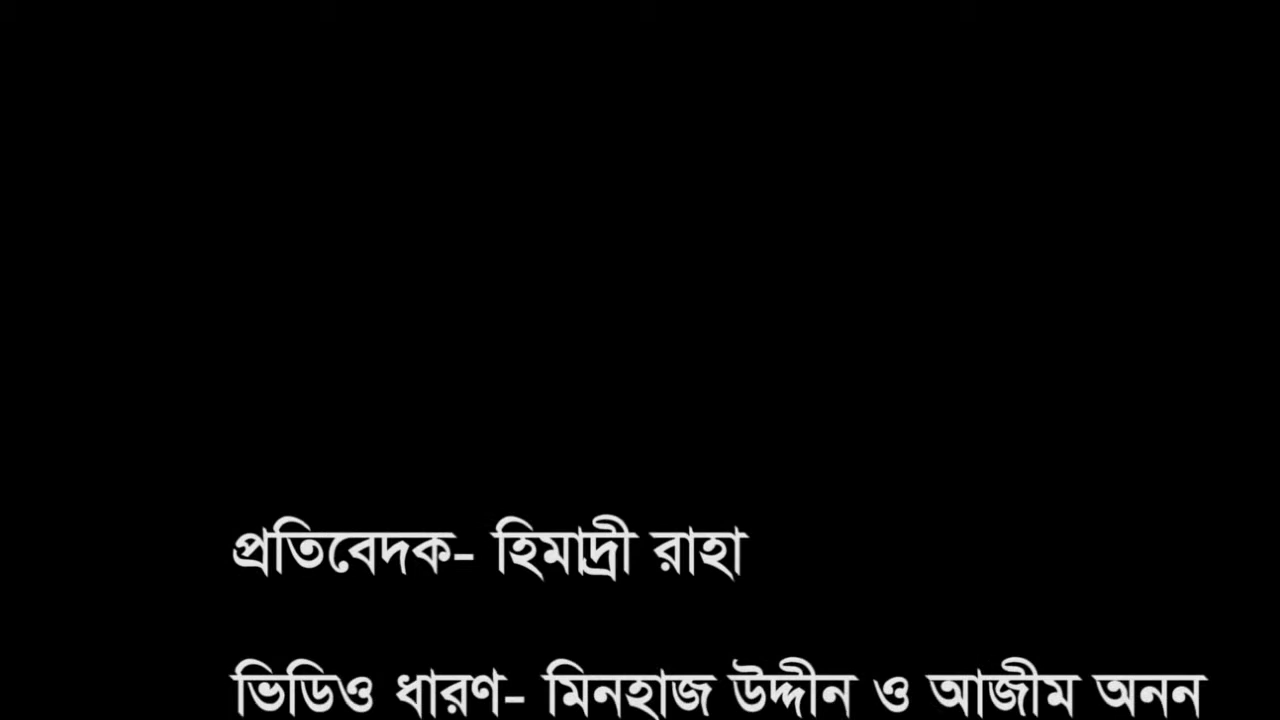 প্রতিবেদক- হিমাদ্রী রাহা
ভিডিও ধারণ- মিনহাজ উদ্দীন ও আজীম অনন